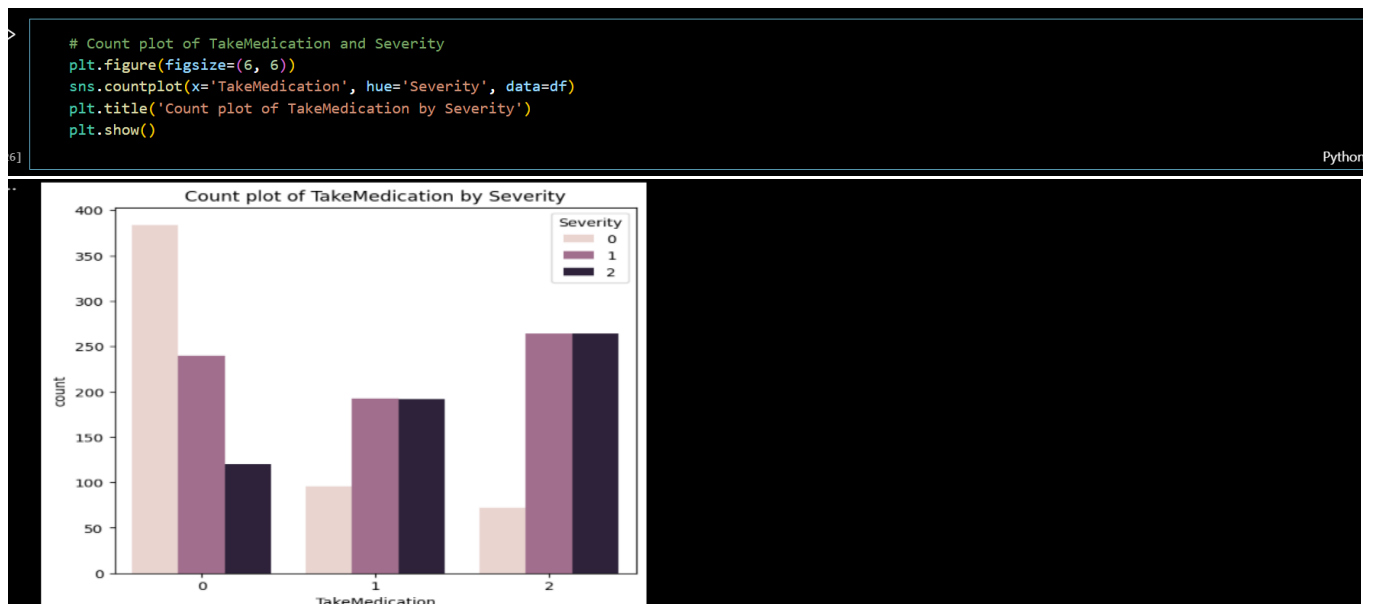 # Count plot of TakeMedication and Severity
plt.figure(figsize=(6, 6))
sns.countplot(x='TakeMedication', hue='Severity', data=df)
plt.title('Count plot of TakeMedication by Severity')
plt.show()
6]
Python
Count plot of TakeMedication by Severity
400
350
300
250
200
150
100
50
0
count
Severity
0
1
2
0 1 2
TakeMedication